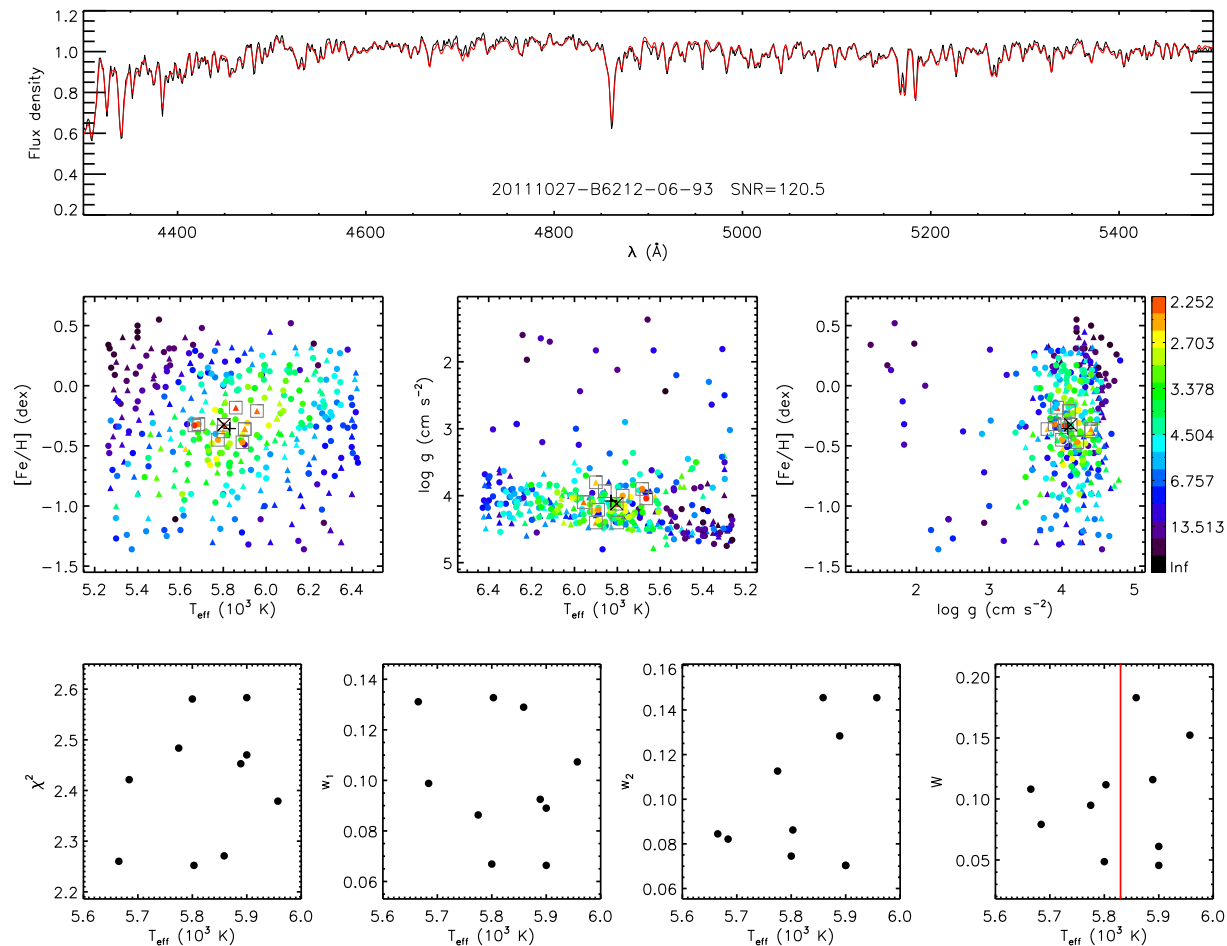 1.2
1.0
0.8
0.6
0.4
0.2
Flux density
20111027-B6212-06-93 SNR=120.5
4400 4600 4800 5000 5200 5400
λ (Å)
0.5
0.0
−0.5
−1.0
−1.5
[Fe/H] (dex)
5.2 5.4 5.6 5.8 6.0 6.2 6.4
T_eff (10³ K)
2
3
4
5
log g (cm s⁻²)
6.4 6.2 6.0 5.8 5.6 5.4 5.2
T_eff (10³ K)
0.5
0.0
−0.5
−1.0
−1.5
[Fe/H] (dex)
2 3 4 5
log g (cm s⁻²)
2.252
2.703
3.378
4.504
6.757
13.513
Inf
2.6
2.5
2.4
2.3
2.2
χ²
5.6 5.7 5.8 5.9 6.0
T_eff (10³ K)
0.14
0.12
0.10
0.08
0.06
w₁
5.6 5.7 5.8 5.9 6.0
T_eff (10³ K)
0.16
0.14
0.12
0.10
0.08
0.06
w₂
5.6 5.7 5.8 5.9 6.0
T_eff (10³ K)
0.20
0.15
0.10
0.05
W
5.6 5.7 5.8 5.9 6.0
T_eff (10³ K)